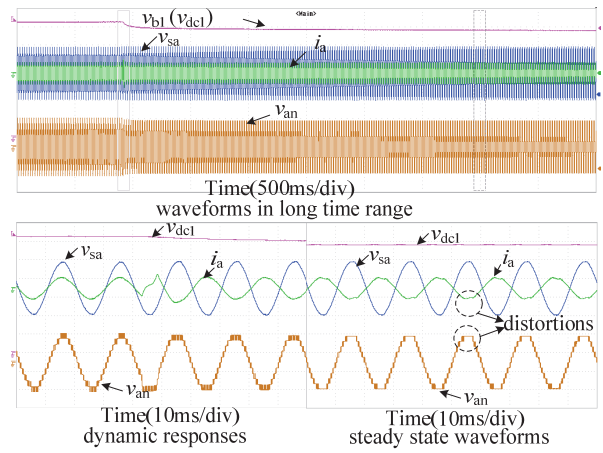 <Main>
vb1 (vdc1)
vsa
ia
van
Time(500ms/div)
waveforms in long time range
vdc1
vsa
ia
van
Time(10ms/div)
dynamic responses
vdc1
vsa
ia
distortions
van
Time(10ms/div)
steady state waveforms